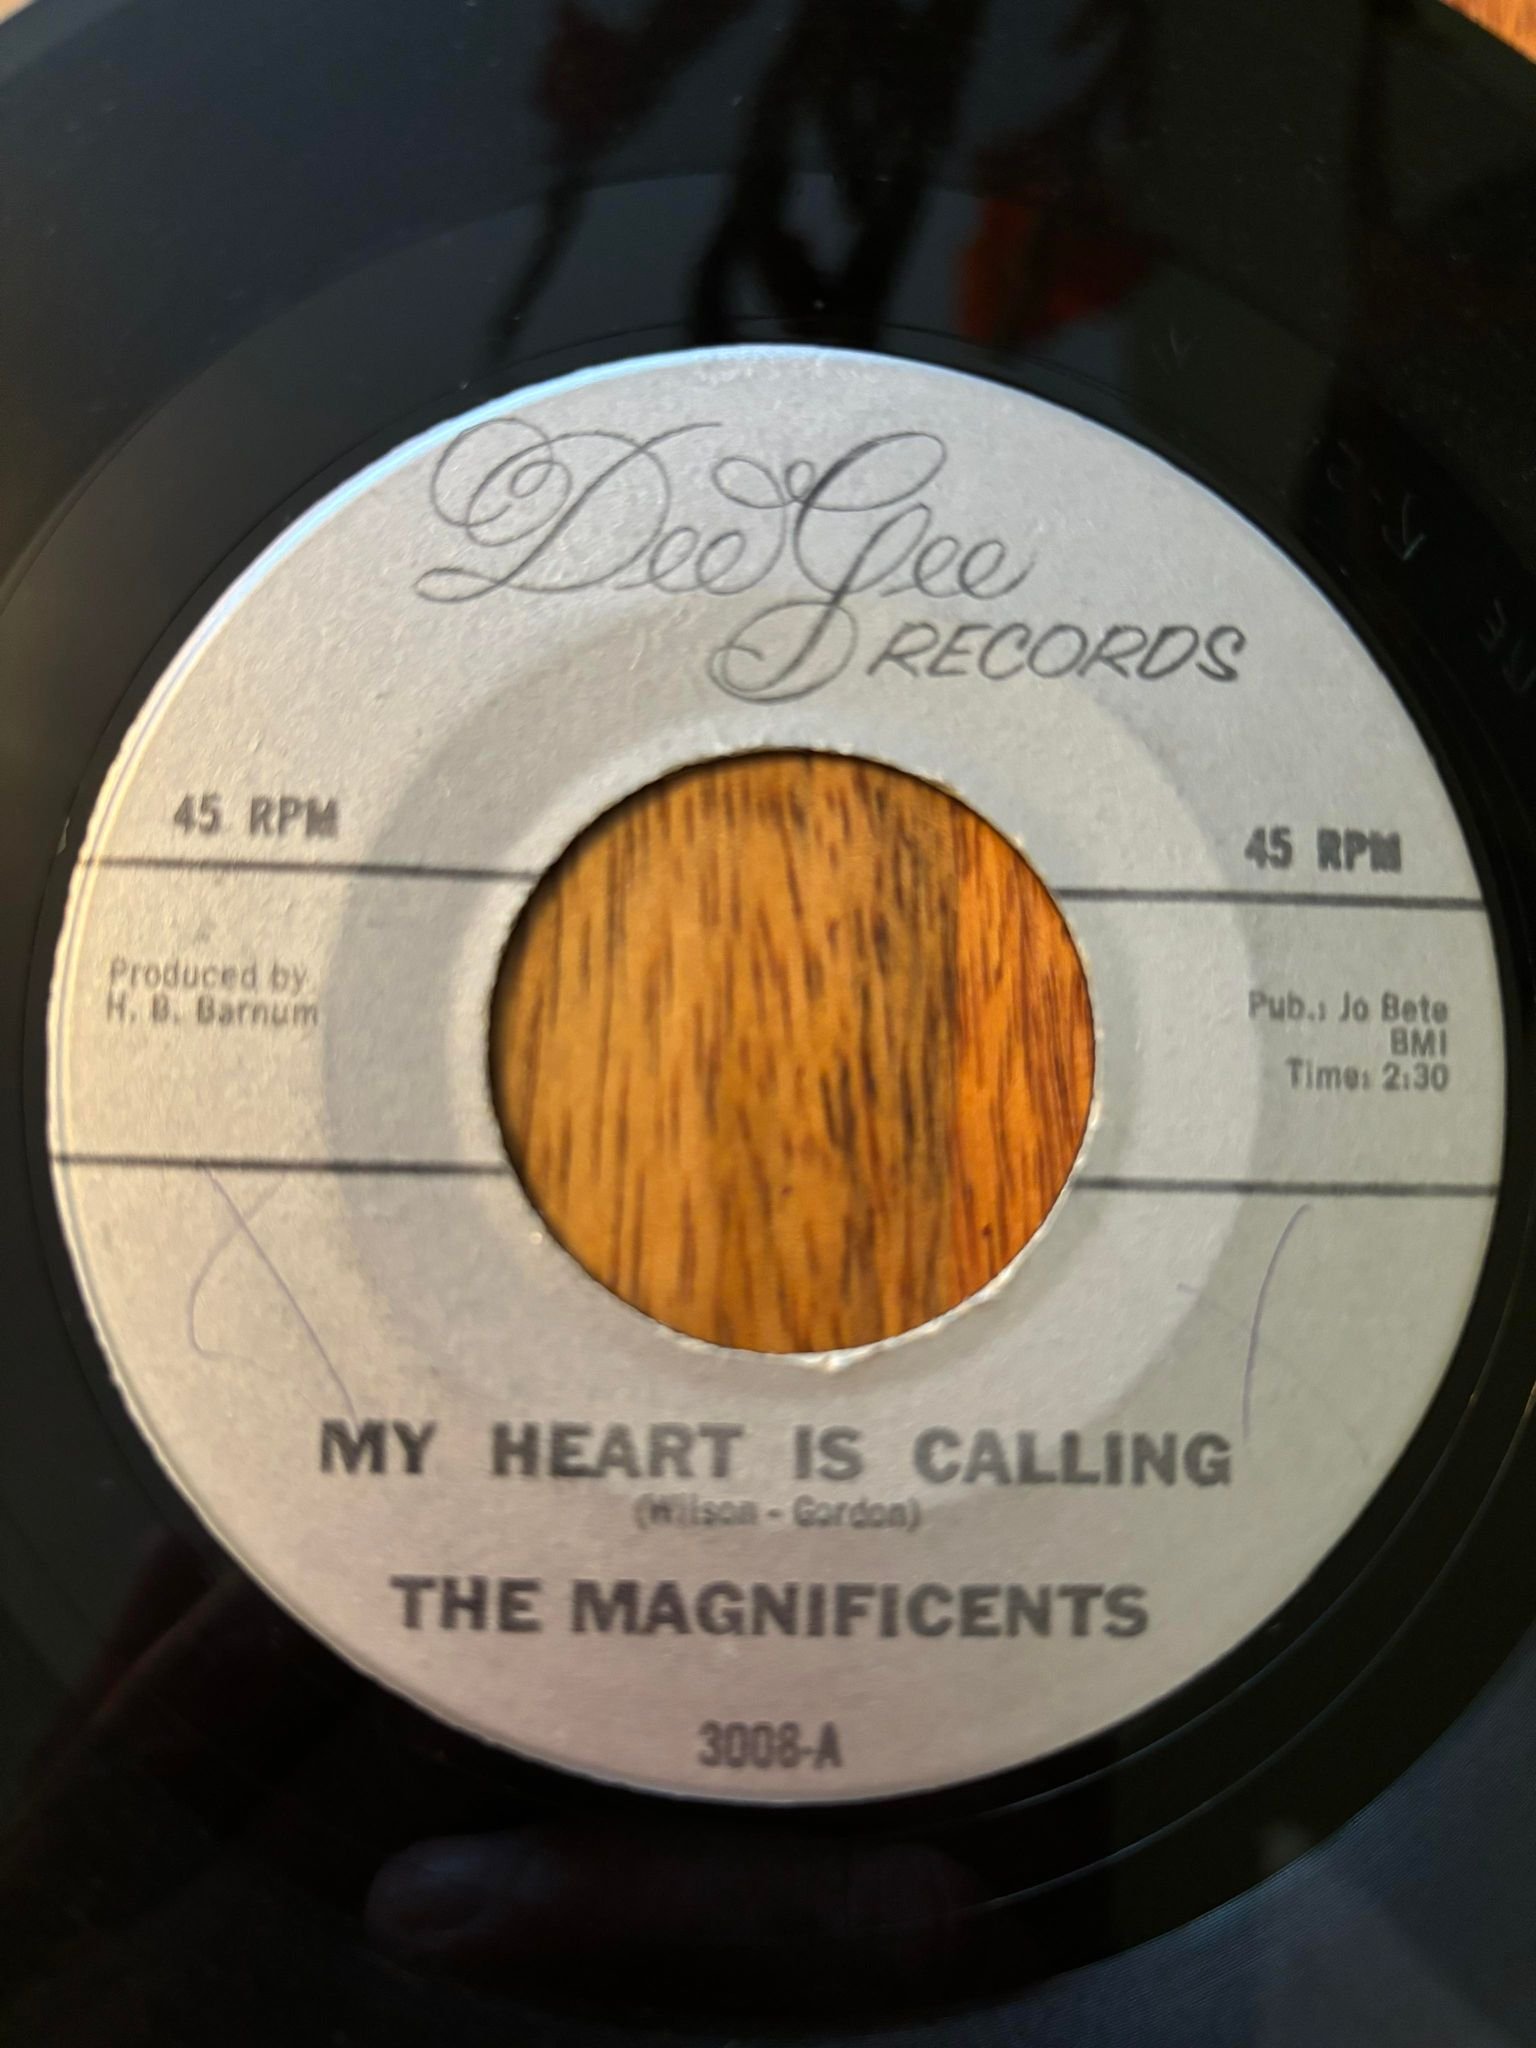 Dee Gee
RECORDS
45 RPM
45 RPM
Produced by
H. B. Barnum
Pub.: Jo Bete
BMI
Time: 2:30
MY HEART IS CALLING
(Wilson - Gordon)
THE MAGNIFICENTS
3008-A